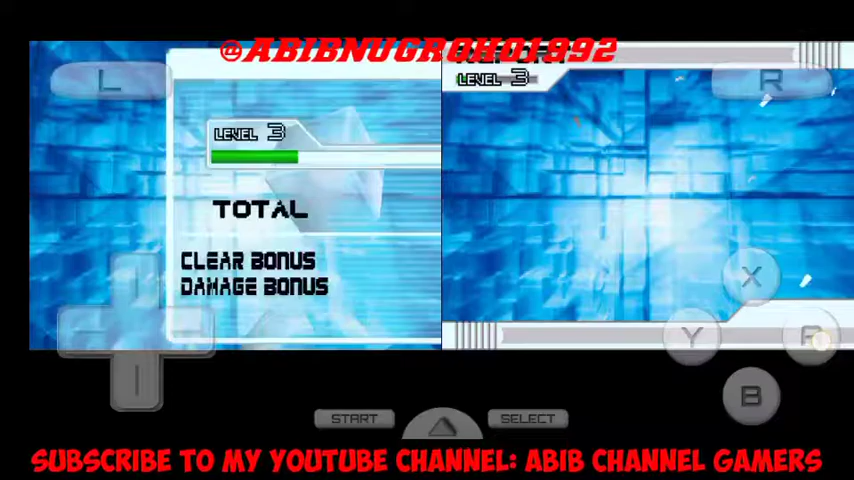 @ABIBNUGROHO1992
REPORT
L
LEVEL 3
R
LEVEL 3
TOTAL
CLEAR BONUS
DAMAGE BONUS
X
Y
B
START
SELECT
SUBSCRIBE TO MY YOUTUBE CHANNEL: ABIB CHANNEL GAMERS